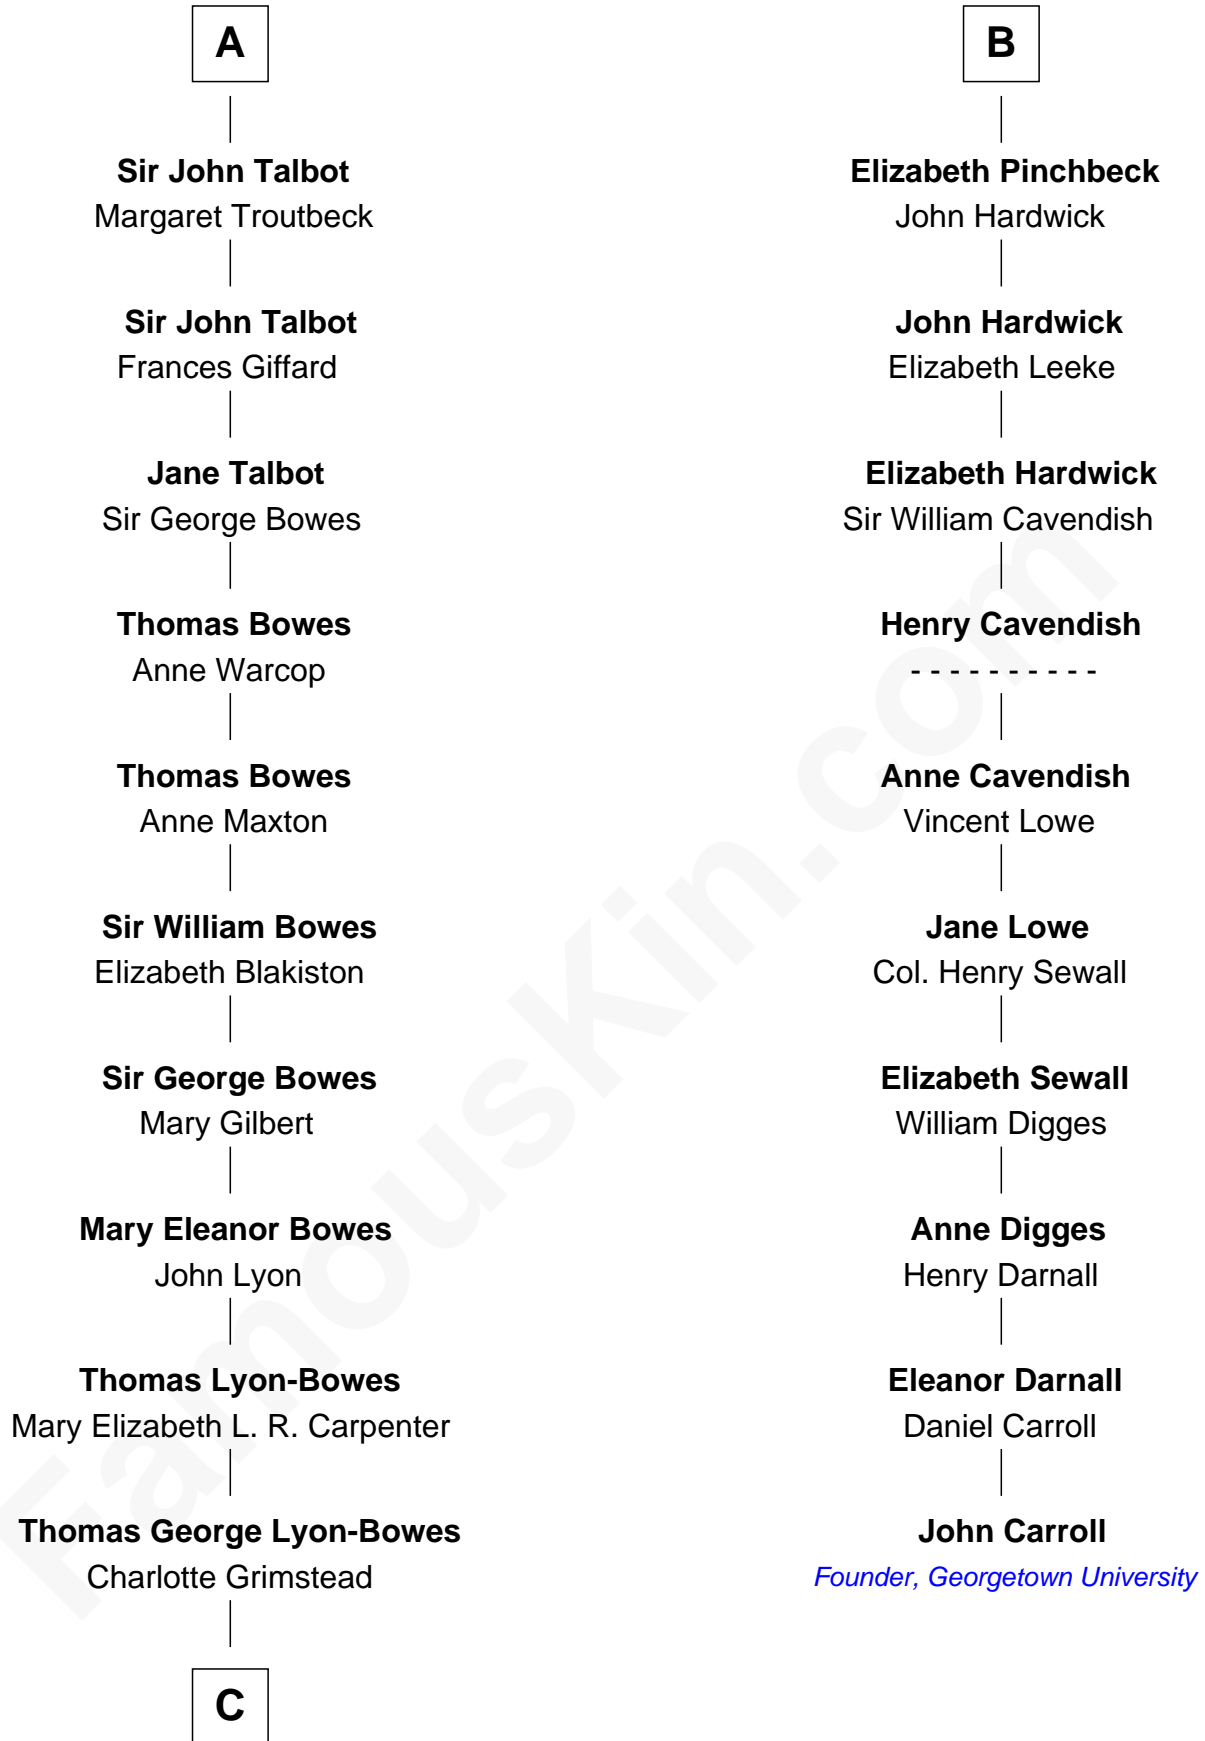 A
Sir John Talbot
Margaret Troutbeck
Sir John Talbot
Frances Giffard
Jane Talbot
Sir George Bowes
Thomas Bowes
Anne Warcop
Thomas Bowes
Anne Maxton
Sir William Bowes
Elizabeth Blakiston
Sir George Bowes
Mary Gilbert
Mary Eleanor Bowes
John Lyon
Thomas Lyon-Bowes
Mary Elizabeth L. R. Carpenter
Thomas George Lyon-Bowes
Charlotte Grimstead
C
B
Elizabeth Pinchbeck
John Hardwick
John Hardwick
Elizabeth Leeke
Elizabeth Hardwick
Sir William Cavendish
Henry Cavendish
- - - - - - - - - -
Anne Cavendish
Vincent Lowe
Jane Lowe
Col. Henry Sewall
Elizabeth Sewall
William Digges
Anne Digges
Henry Darnall
Eleanor Darnall
Daniel Carroll
John Carroll
Founder, Georgetown University
FamousKin.com